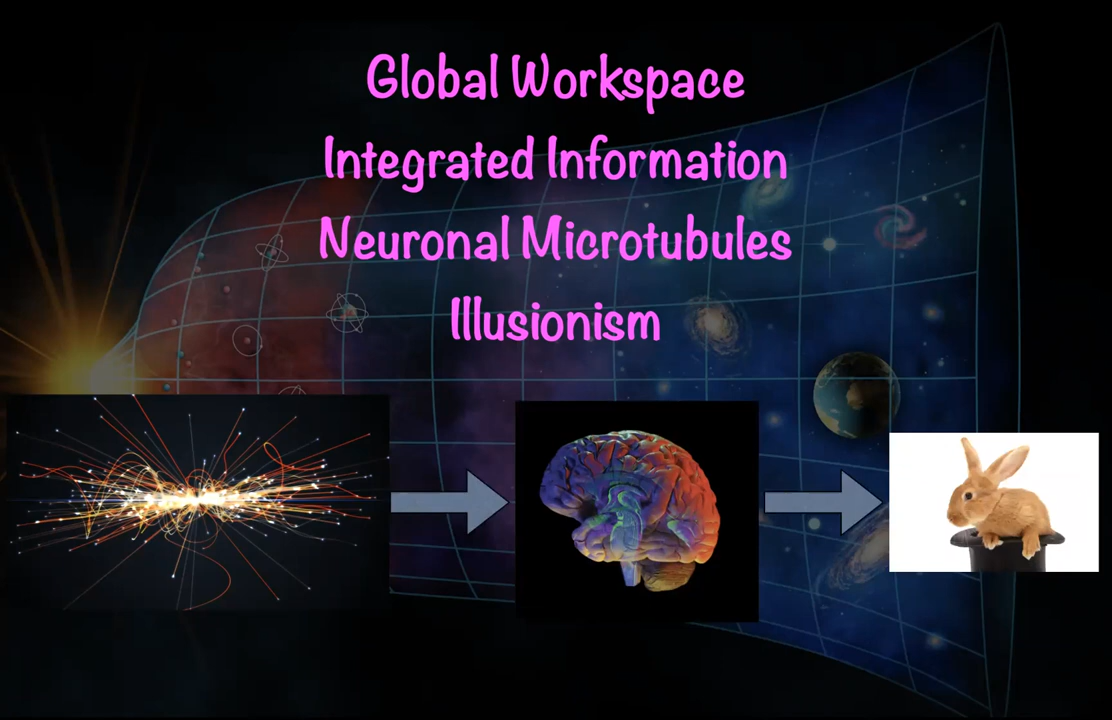 Global Workspace
Integrated Information
Neuronal Microtubules
Illusionism